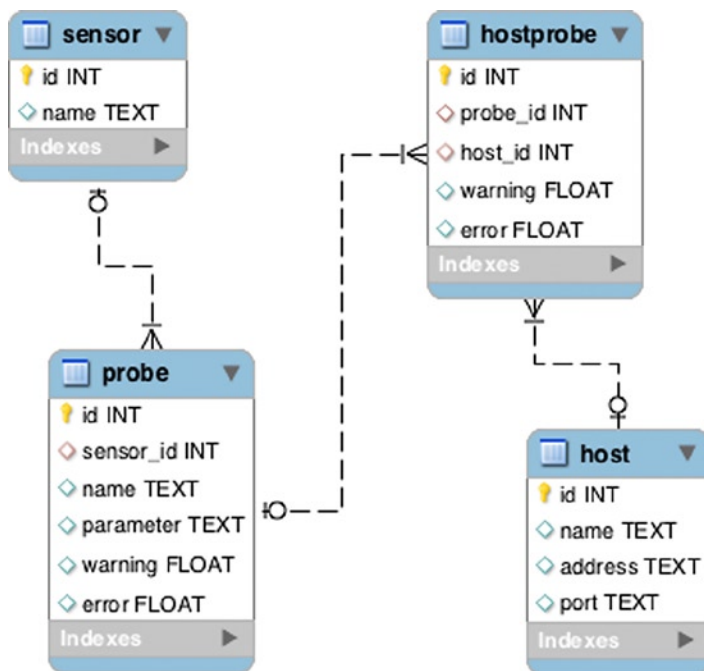 sensor
id INT
name TEXT
Indexes
hostprobe
id INT
probe_id INT
host_id INT
warning FLOAT
error FLOAT
Indexes
probe
id INT
sensor_id INT
name TEXT
parameter TEXT
warning FLOAT
error FLOAT
Indexes
host
id INT
name TEXT
address TEXT
port TEXT
Indexes